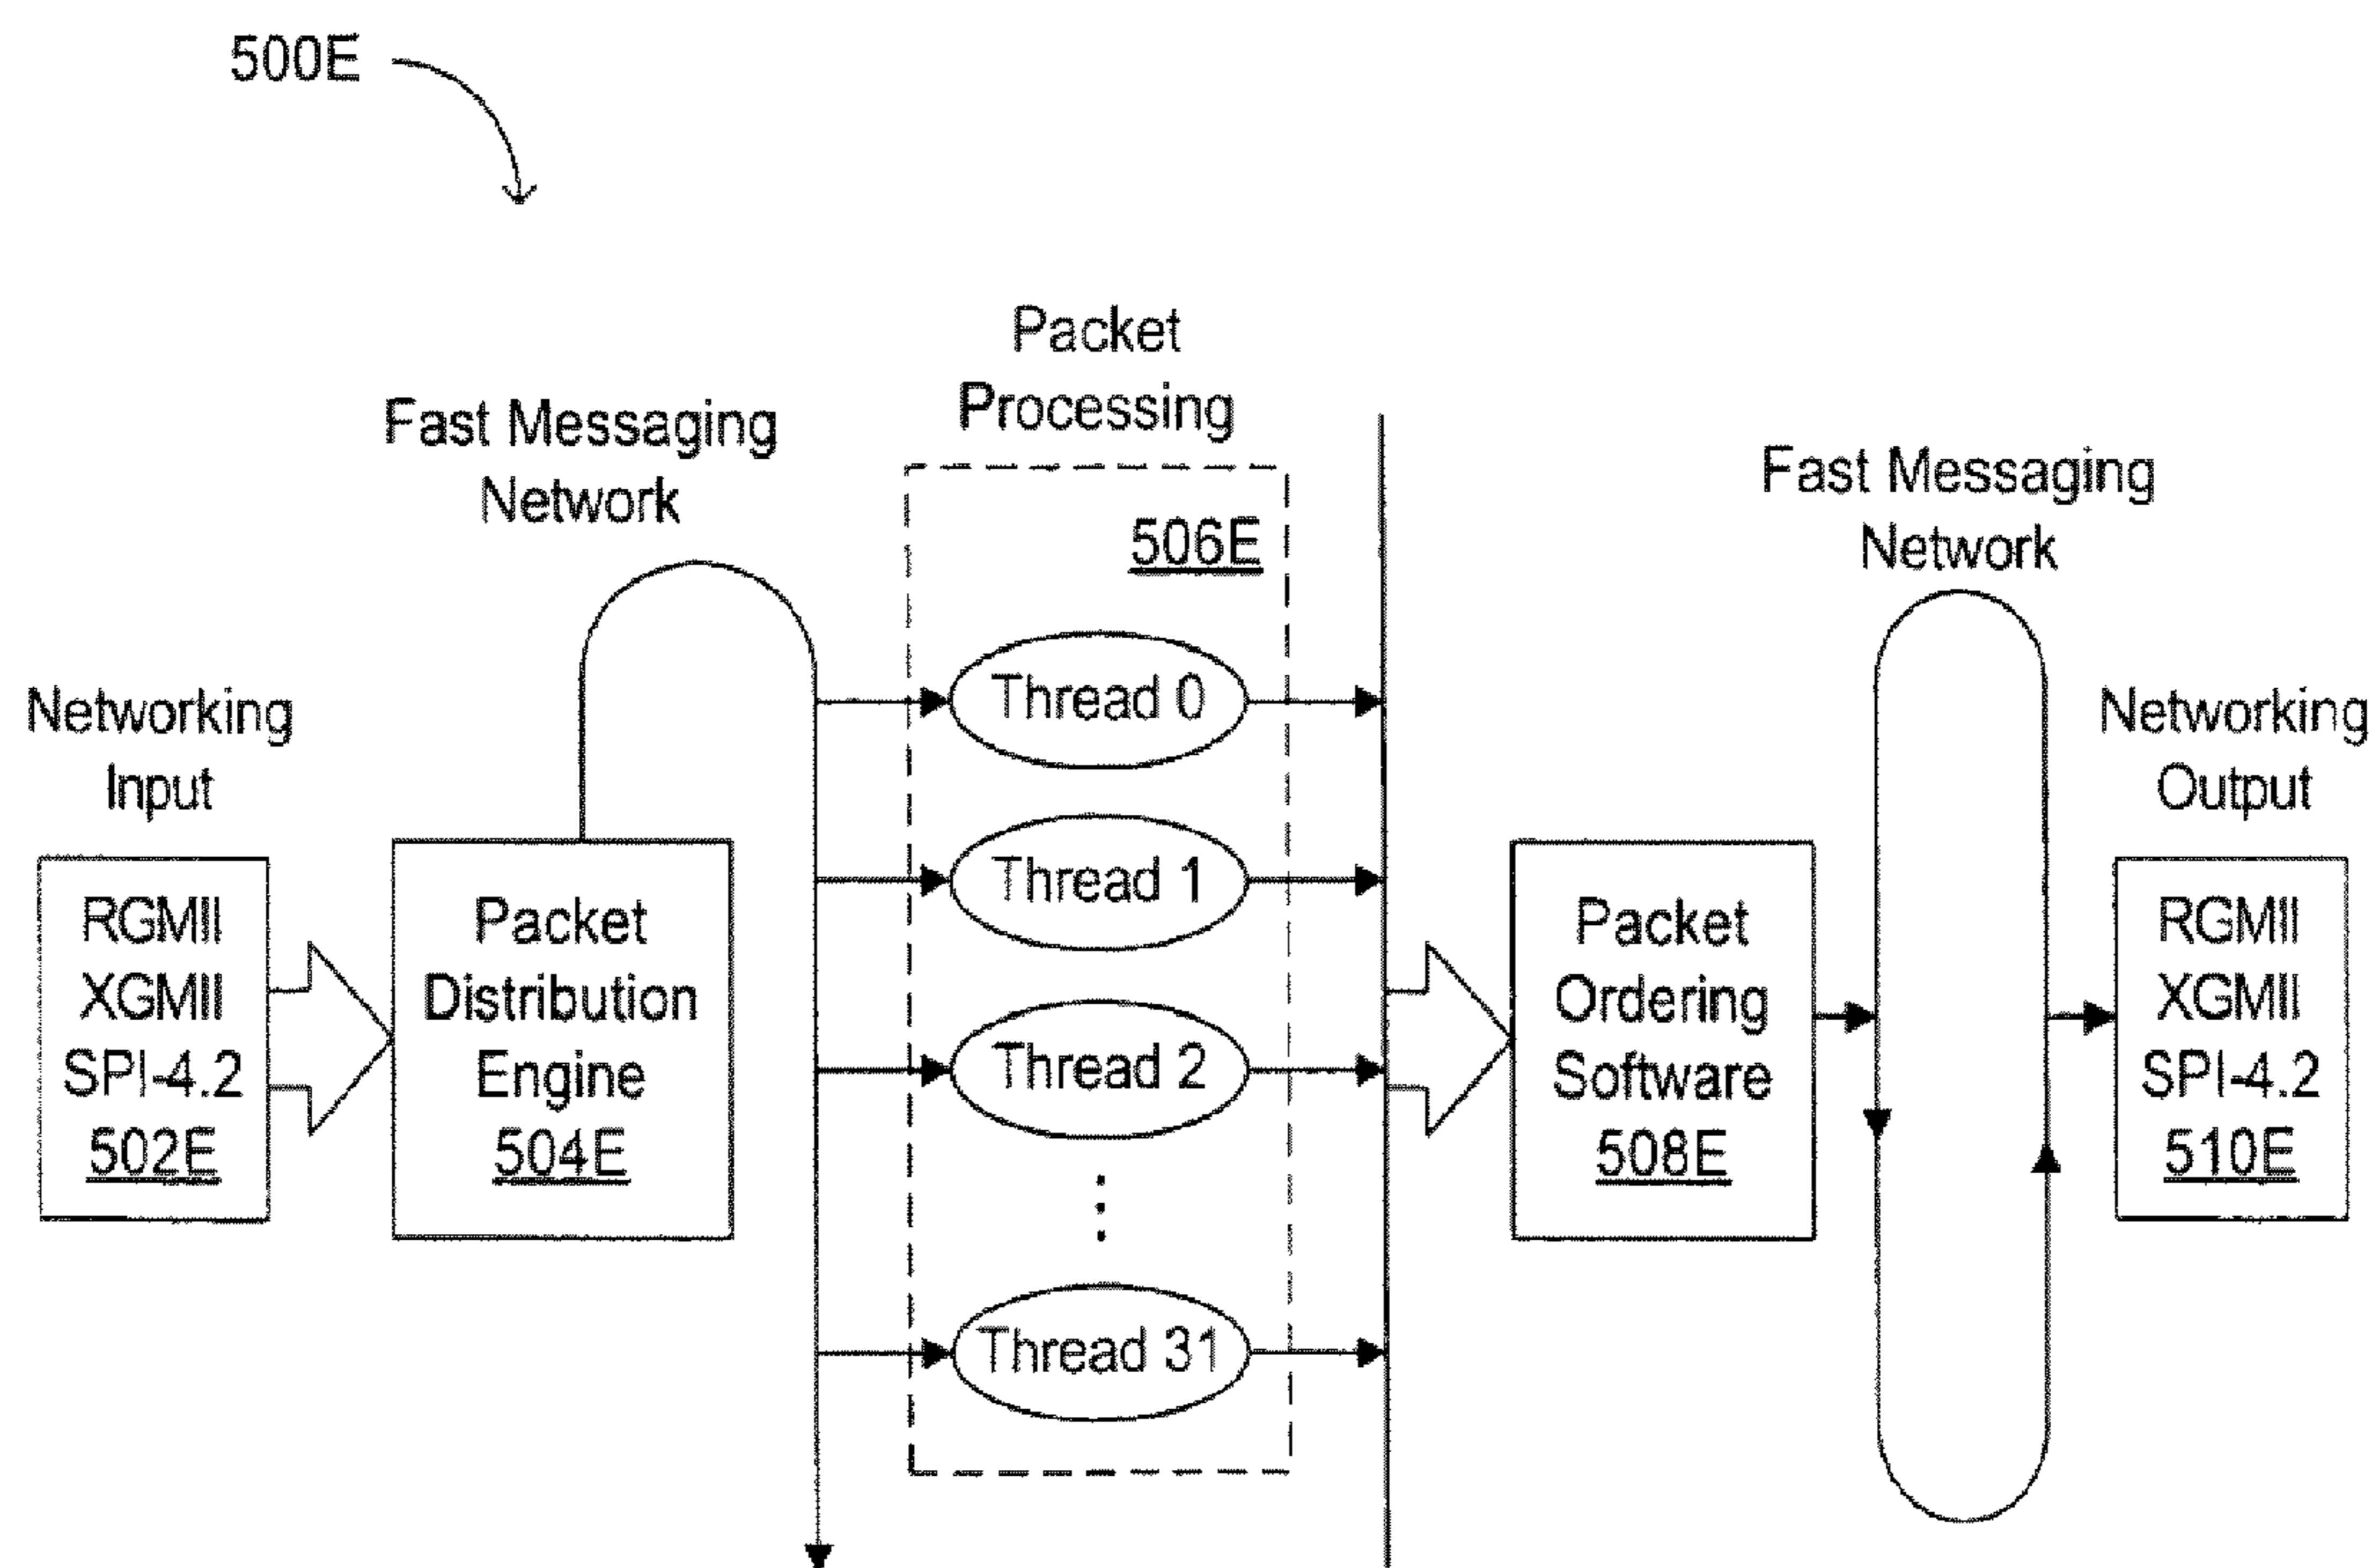 500E
Packet
Processing
Fast Messaging
Network
506E
Fast Messaging
Network
Thread 0
Thread 1
Thread 2
Thread 31
Networking
Input
RGMII
XGMII
SPI-4.2
502E
Packet
Distribution
Engine
504E
Packet
Ordering
Software
508E
Networking
Output
RGMII
XGMII
SPI-4.2
510E